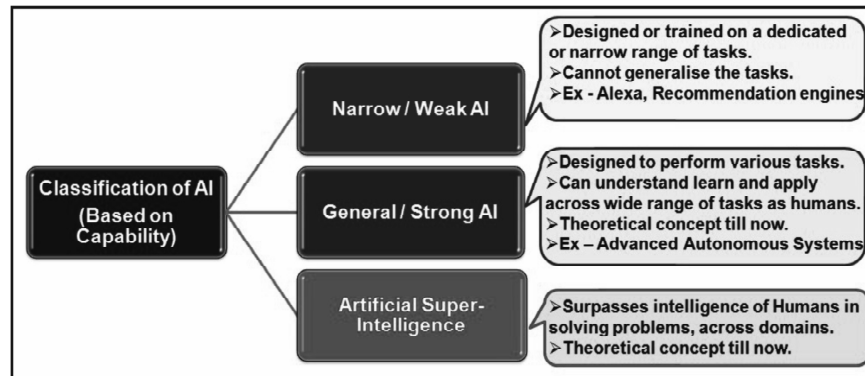 Classification of AI
(Based on
Capability)
Narrow / Weak AI
➢Designed or trained on a dedicated
or narrow range of tasks.
➢Cannot generalise the tasks.
➢Ex - Alexa, Recommendation engines
General / Strong AI
➢Designed to perform various tasks.
➢Can understand learn and apply
across wide range of tasks as humans.
➢Theoretical concept till now.
➢Ex – Advanced Autonomous Systems
Artificial Super-
Intelligence
➢Surpasses intelligence of Humans in
solving problems, across domains.
➢Theoretical concept till now.